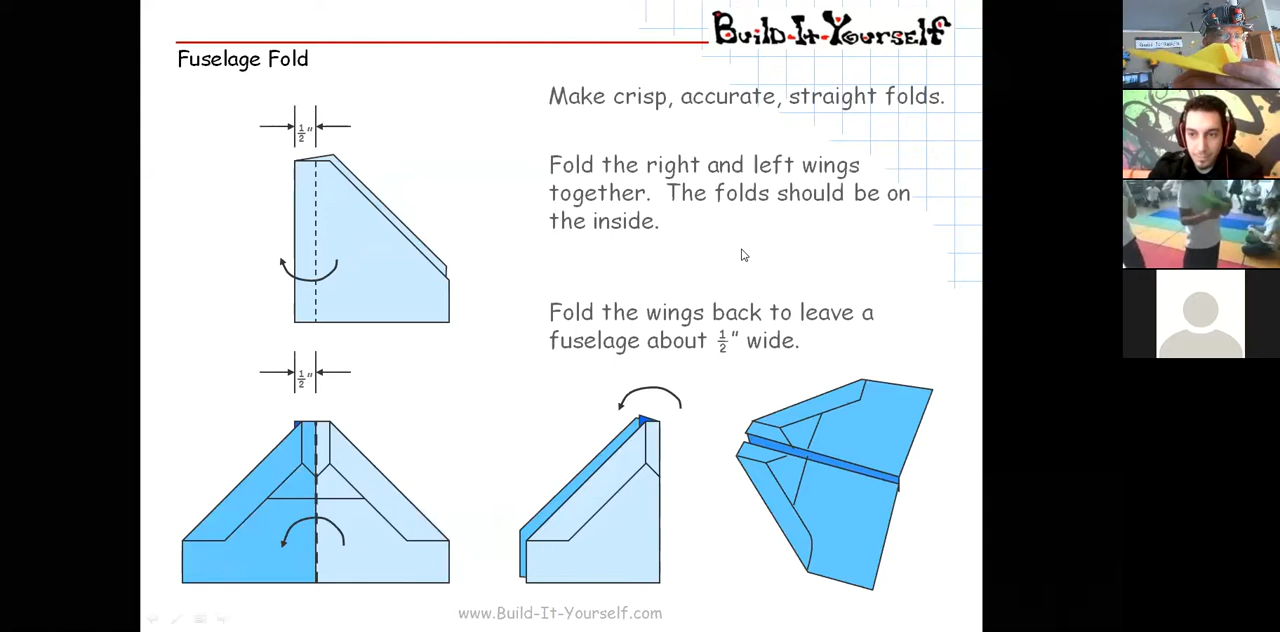 Build-It-Yourself
Fuselage Fold
Make crisp, accurate, straight folds.
½"
Fold the right and left wings
together. The folds should be on
the inside.
Fold the wings back to leave a
fuselage about ½" wide.
½"
www.Build-It-Yourself.com